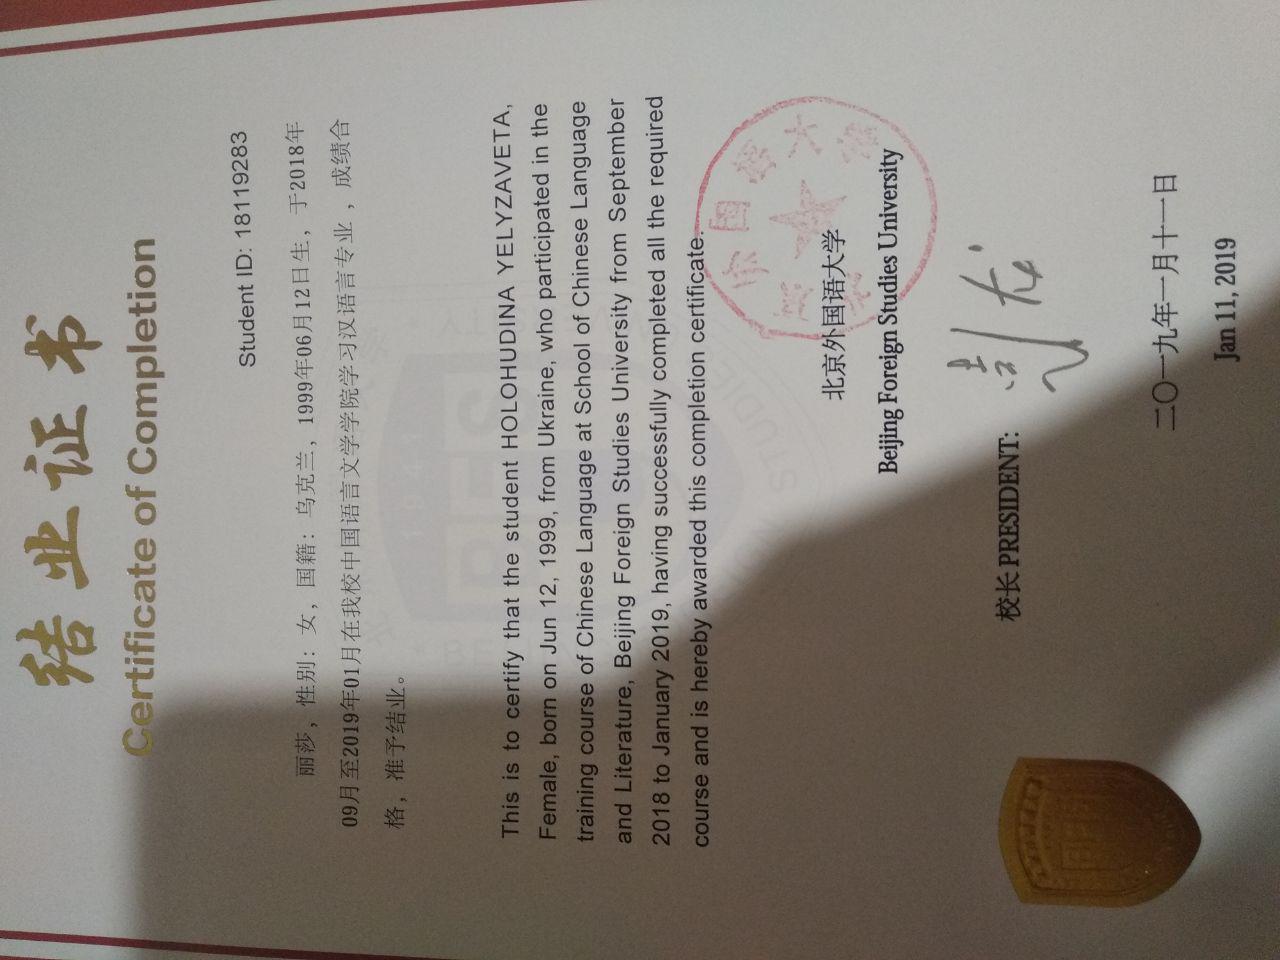 结业证书
Certificate of Completion
Student ID: 18119283
丽莎，性别：女，国籍：乌克兰，1999年06月12日生，于2018年
09月至2019年01月在我校中国语言文学学院学习汉语言专业，成绩合
格，准予结业。
This is to certify that the student HOLOHUDINA YELYZAVETA,
Female, born on Jun 12, 1999, from Ukraine, who participated in the
training course of Chinese Language at School of Chinese Language
and Literature, Beijing Foreign Studies University from September
2018 to January 2019, having successfully completed all the required
course and is hereby awarded this completion certificate.
北京外国语大学
Beijing Foreign Studies University
校长 PRESIDENT:
二〇一九年一月十一日
Jan 11, 2019